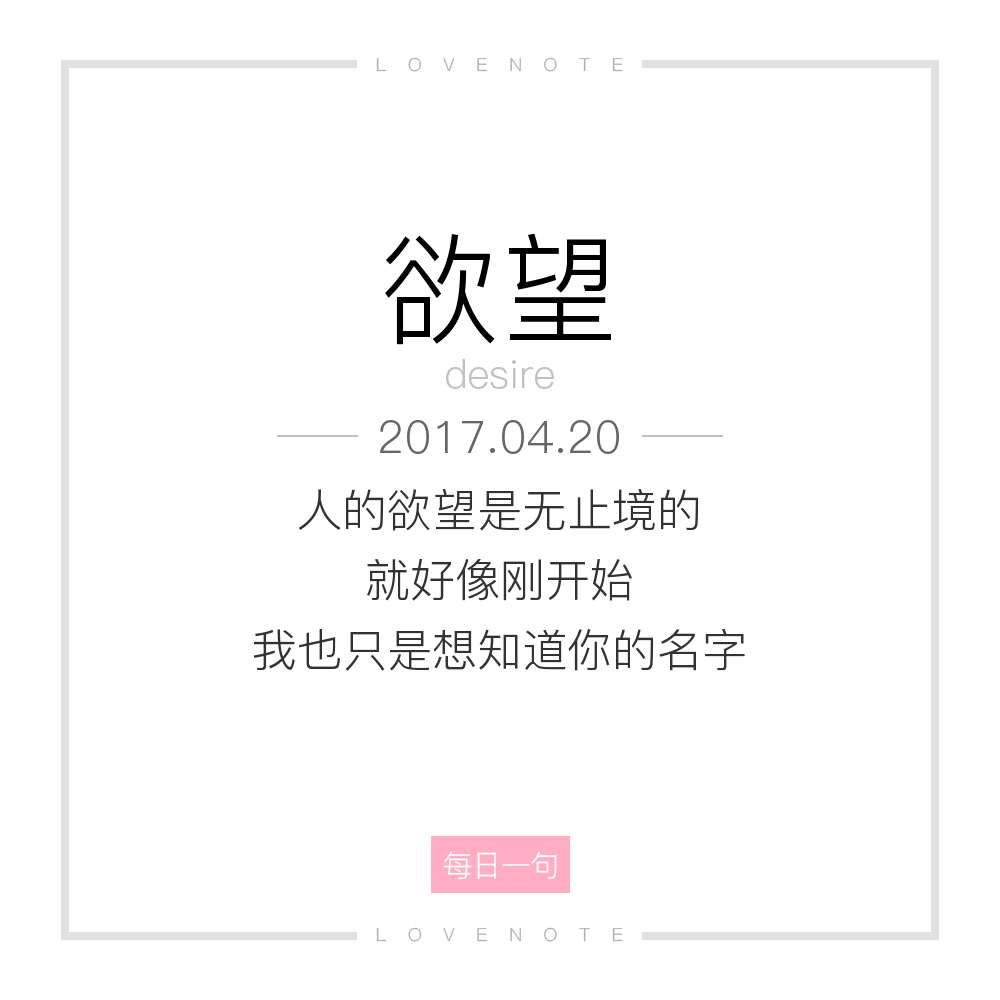 LOVENOTE
欲望
desire
2017.04.20
人的欲望是无止境的
就好像刚开始
我也只是想知道你的名字
每日一句
LOVENOTE